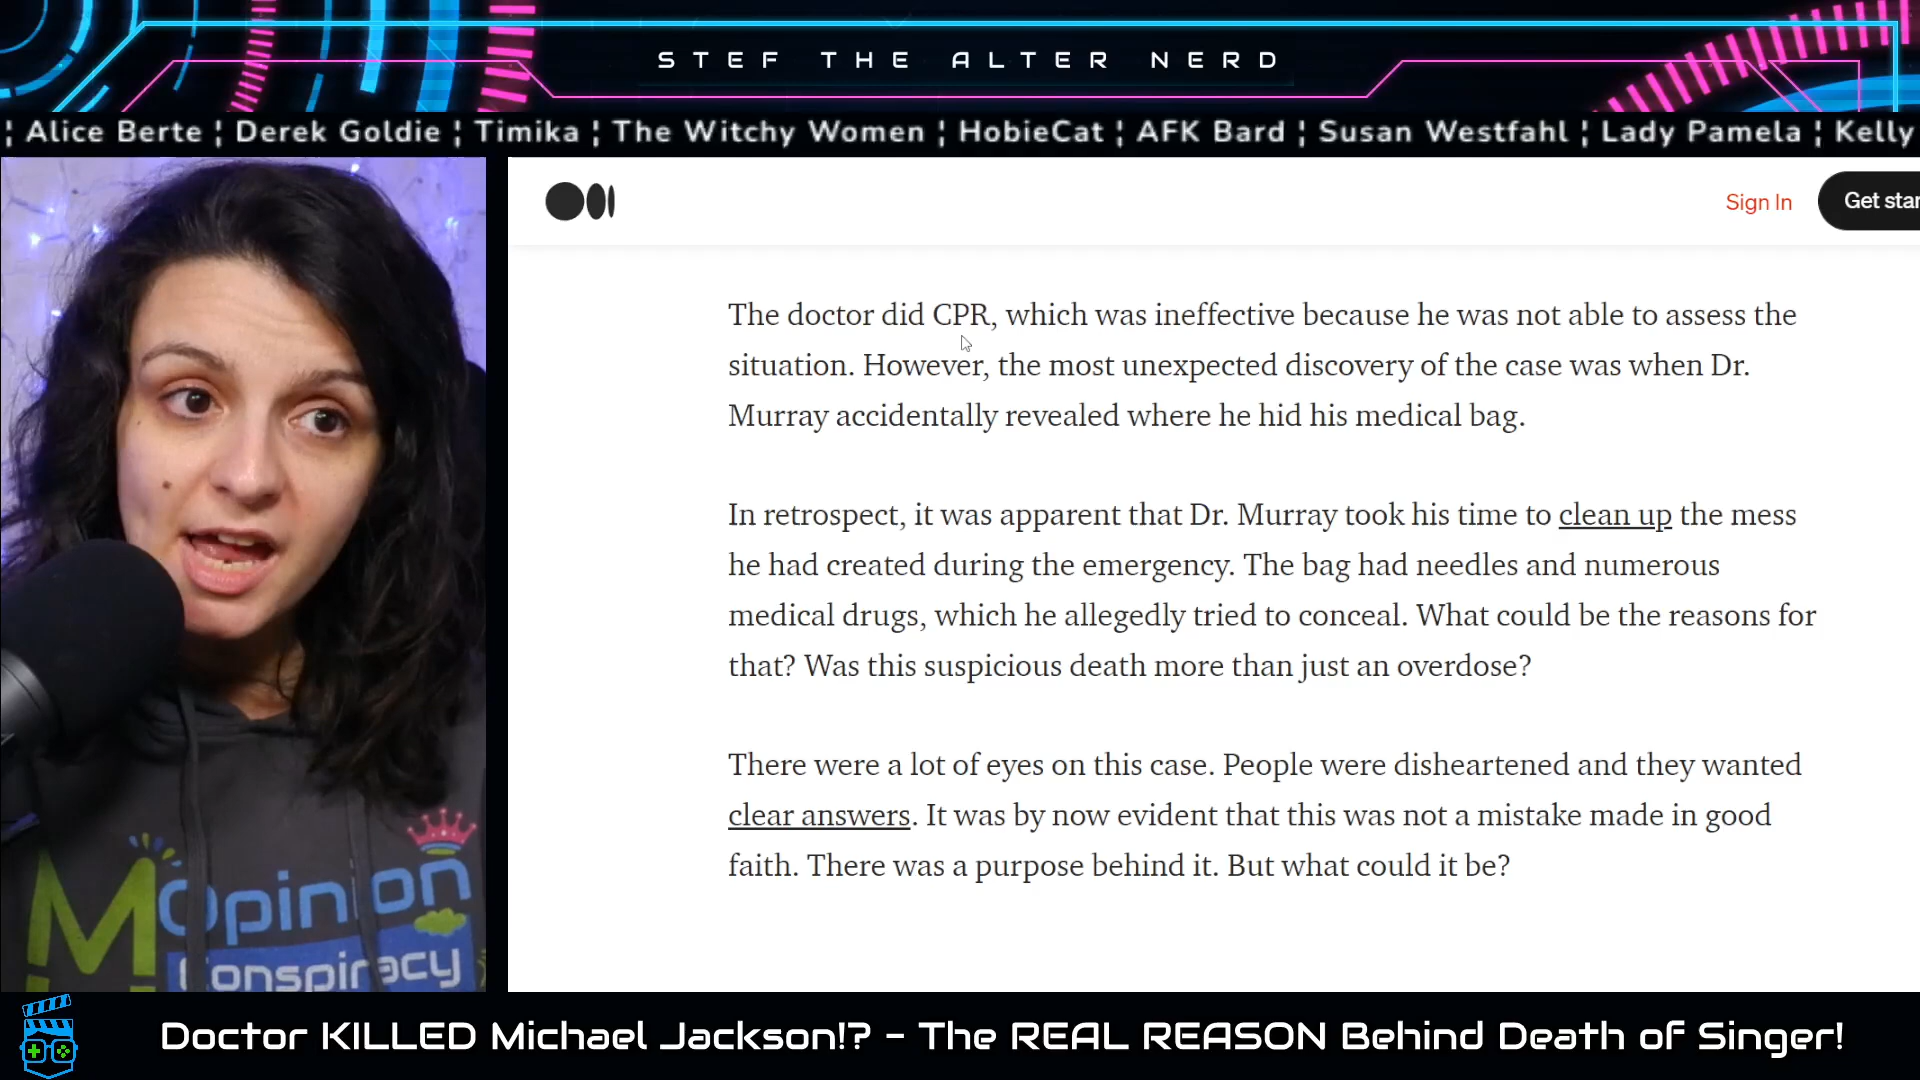 STEF THE ALTER NERD
¦ Alice Berte ¦ Derek Goldie ¦ Timika ¦ The Witchy Women ¦ HobieCat ¦ AFK Bard ¦ Susan Westfahl ¦ Lady Pamela ¦ Kelly
Sign In
Get star
The doctor did CPR, which was ineffective because he was not able to assess the
situation. However, the most unexpected discovery of the case was when Dr.
Murray accidentally revealed where he hid his medical bag.
In retrospect, it was apparent that Dr. Murray took his time to clean up the mess
he had created during the emergency. The bag had needles and numerous
medical drugs, which he allegedly tried to conceal. What could be the reasons for
that? Was this suspicious death more than just an overdose?
There were a lot of eyes on this case. People were disheartened and they wanted
clear answers. It was by now evident that this was not a mistake made in good
faith. There was a purpose behind it. But what could it be?
Opinion
Conspiracy
Doctor KILLED Michael Jackson!? - The REAL REASON Behind Death of Singer!